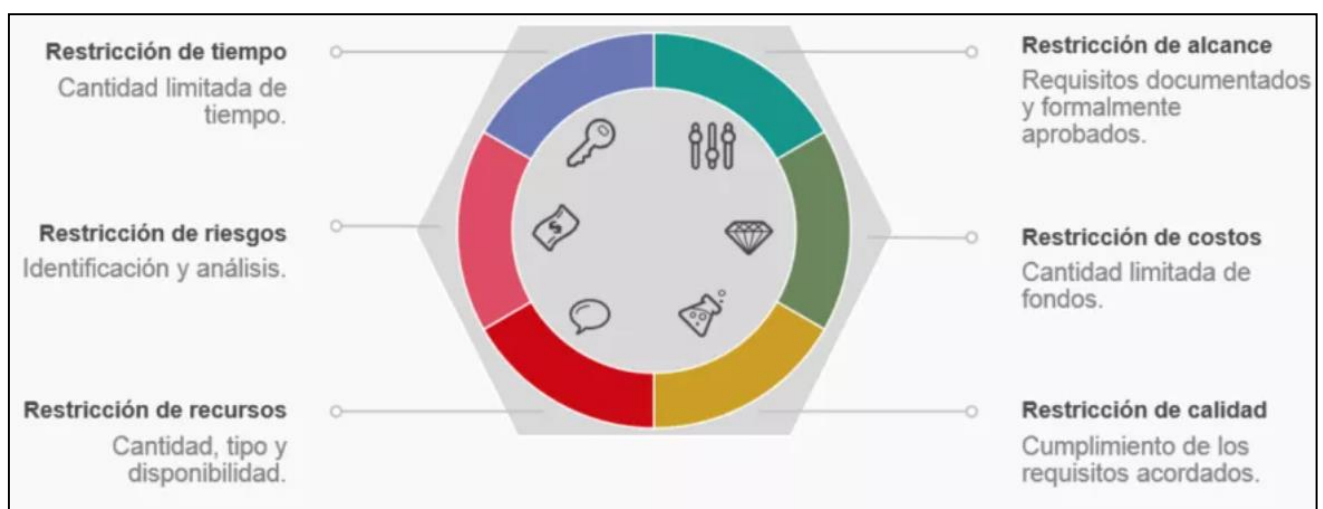 Restricción de tiempo
Cantidad limitada de
tiempo.
Restricción de riesgos
Identificación y análisis.
Restricción de recursos
Cantidad, tipo y
disponibilidad.
Restricción de alcance
Requisitos documentados
y formalmente
aprobados.
Restricción de costos
Cantidad limitada de
fondos.
Restricción de calidad
Cumplimiento de los
requisitos acordados.
$